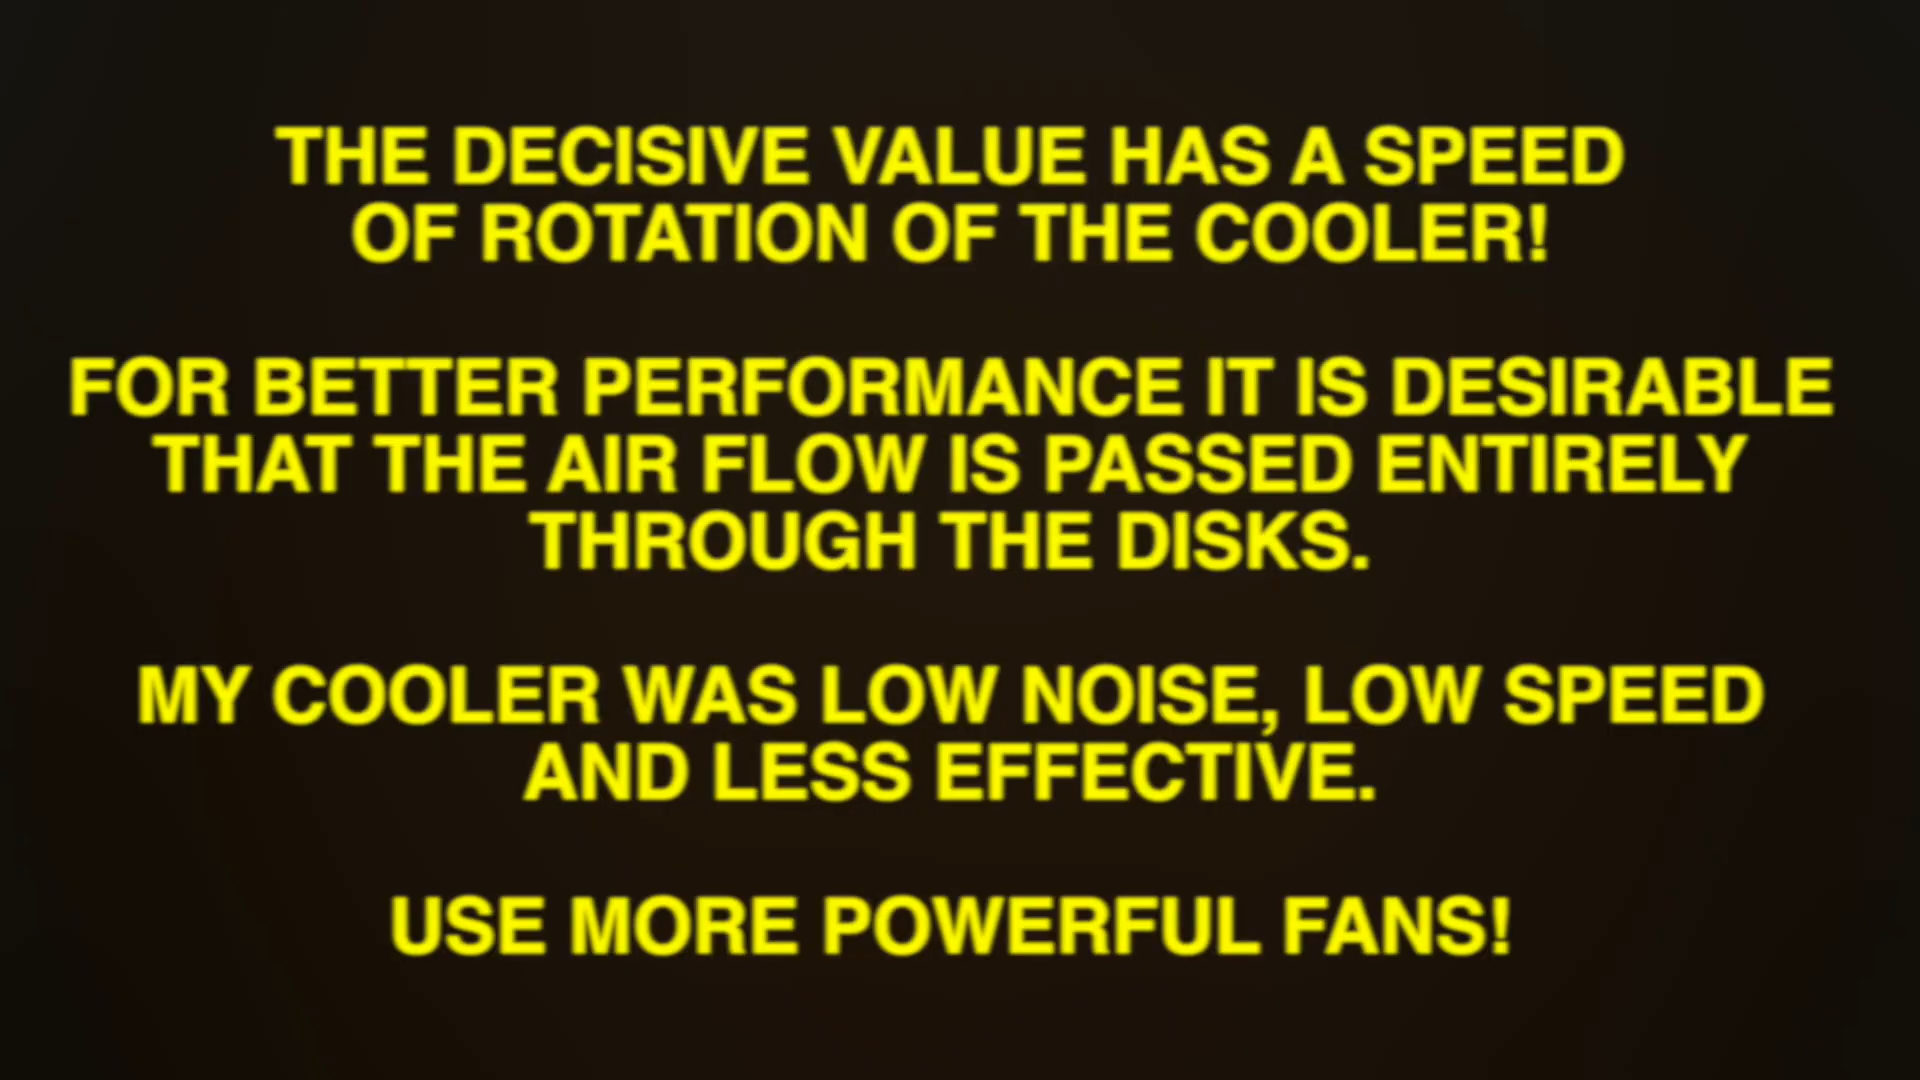 THE DECISIVE VALUE HAS A SPEED
OF ROTATION OF THE COOLER!
FOR BETTER PERFORMANCE IT IS DESIRABLE
THAT THE AIR FLOW IS PASSED ENTIRELY
THROUGH THE DISKS.
MY COOLER WAS LOW NOISE, LOW SPEED
AND LESS EFFECTIVE.
USE MORE POWERFUL FANS!